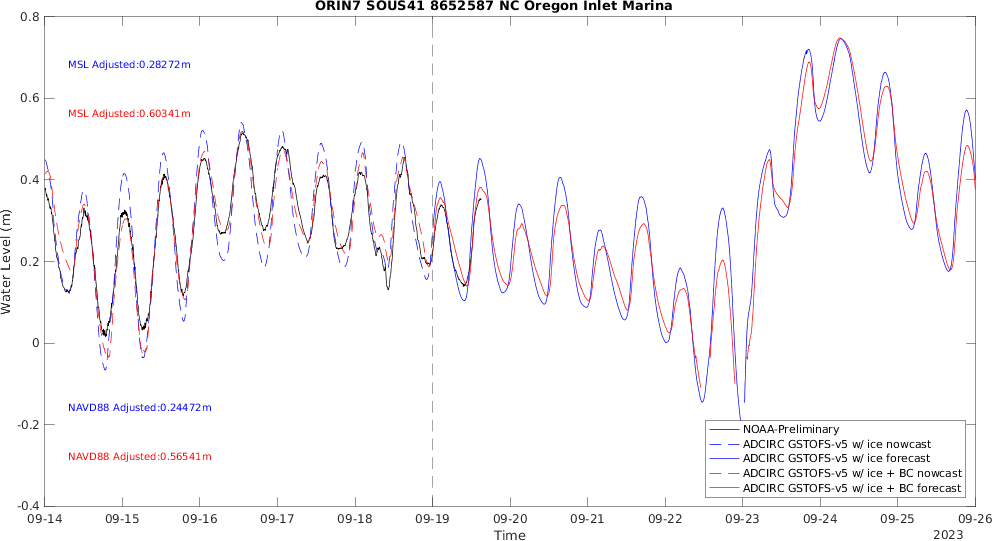 ORIN7 SOUS41 8652587 NC Oregon Inlet Marina
0.8
0.6
0.4
0.2
0
-0.2
-0.4
Water Level (m)
MSL Adjusted:0.28272m
MSL Adjusted:0.60341m
NAVD88 Adjusted:0.24472m
NAVD88 Adjusted:0.56541m
NOAA-Preliminary
ADCIRC GSTOFS-v5 w/ ice nowcast
ADCIRC GSTOFS-v5 w/ ice forecast
ADCIRC GSTOFS-v5 w/ ice + BC nowcast
ADCIRC GSTOFS-v5 w/ ice + BC forecast
09-14 09-15 09-16 09-17 09-18 09-19 09-20 09-21 09-22 09-23 09-24 09-25 09-26
Time
2023